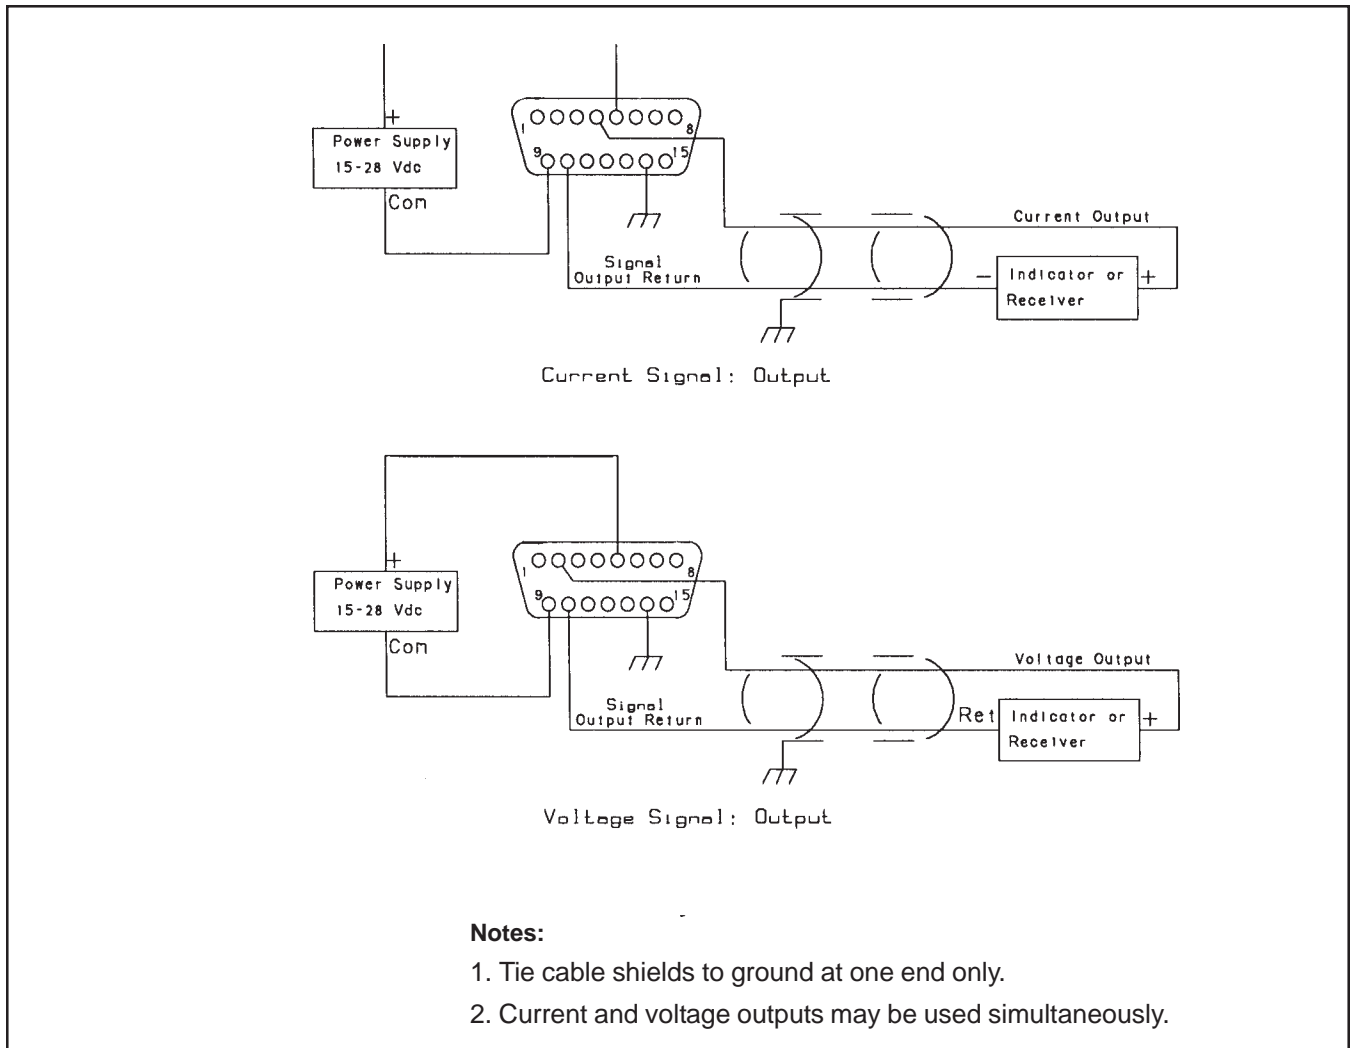 +
Power Supply
15-28 Vdc
Com
1
8
9
15
Signal
Output Return
Current Output
-
Indicator or
Receiver
+
Current Signal: Output
+
Power Supply
15-28 Vdc
Com
1
8
9
15
Signal
Output Return
Voltage Output
Ret
Indicator or
Receiver
+
Voltage Signal: Output
Notes:
1. Tie cable shields to ground at one end only.
2. Current and voltage outputs may be used simultaneously.